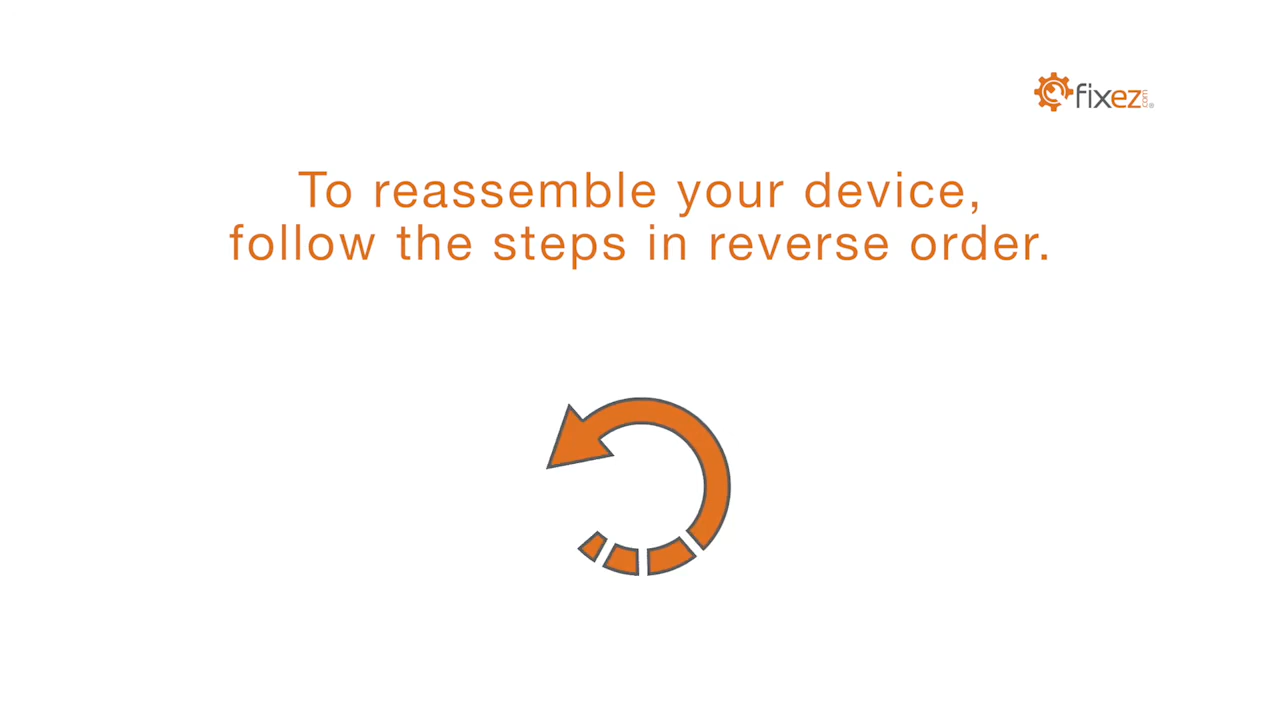 fixez.com®
To reassemble your device,
follow the steps in reverse order.